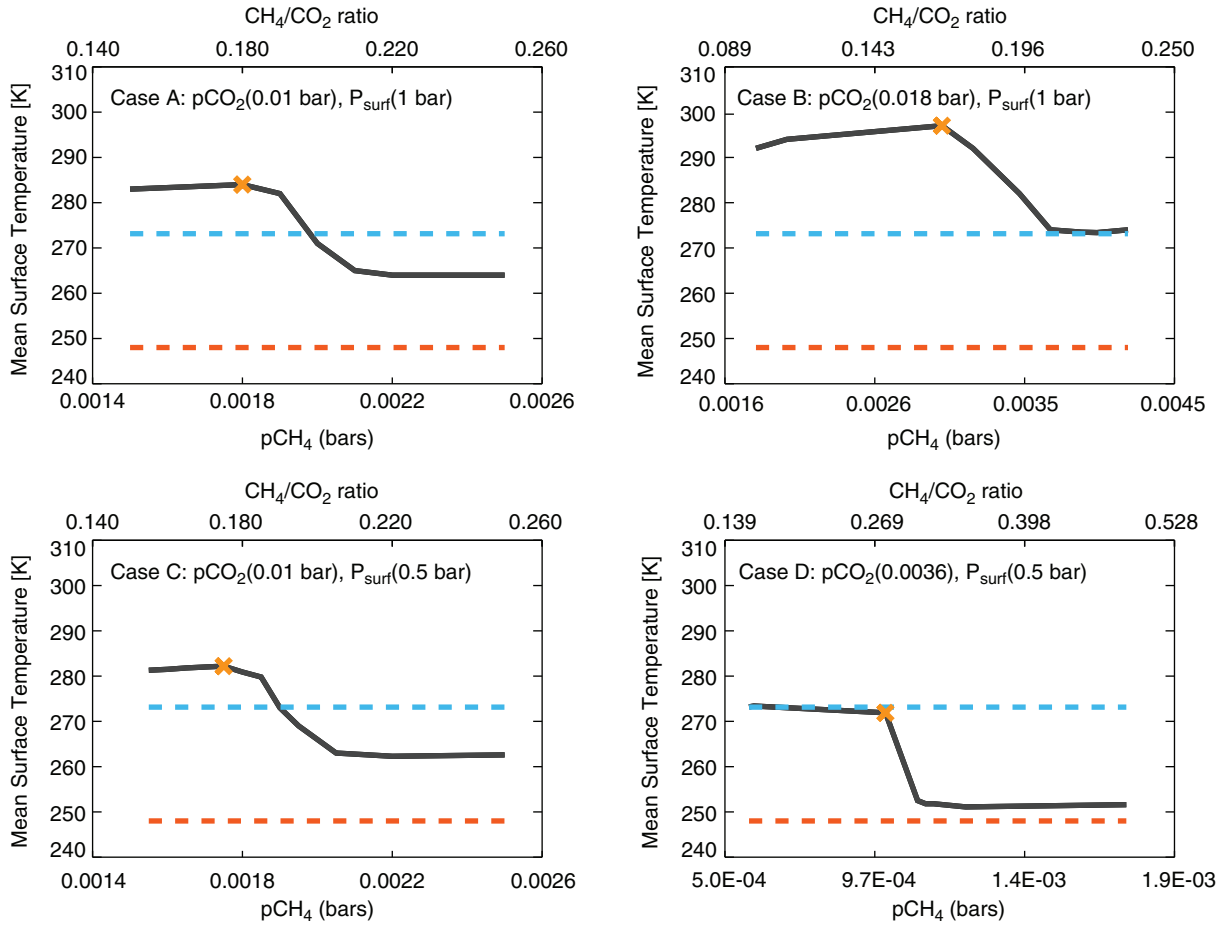 CH₄/CO₂ ratio
0.140 0.180 0.220 0.260
310
300
290
280
270
260
250
240
Mean Surface Temperature [K]
Case A: pCO₂(0.01 bar), Pₛᵤᵣf(1 bar)
0.0014 0.0018 0.0022 0.0026
pCH₄ (bars)
CH₄/CO₂ ratio
0.089 0.143 0.196 0.250
310
300
290
280
270
260
250
240
Mean Surface Temperature [K]
Case B: pCO₂(0.018 bar), Pₛᵤᵣf(1 bar)
0.0016 0.0026 0.0035 0.0045
pCH₄ (bars)
CH₄/CO₂ ratio
0.140 0.180 0.220 0.260
310
300
290
280
270
260
250
240
Mean Surface Temperature [K]
Case C: pCO₂(0.01 bar), Pₛᵤᵣf(0.5 bar)
0.0014 0.0018 0.0022 0.0026
pCH₄ (bars)
CH₄/CO₂ ratio
0.139 0.269 0.398 0.528
310
300
290
280
270
260
250
240
Mean Surface Temperature [K]
Case D: pCO₂(0.0036), Pₛᵤᵣf(0.5 bar)
5.0E-04 9.7E-04 1.4E-03 1.9E-03
pCH₄ (bars)